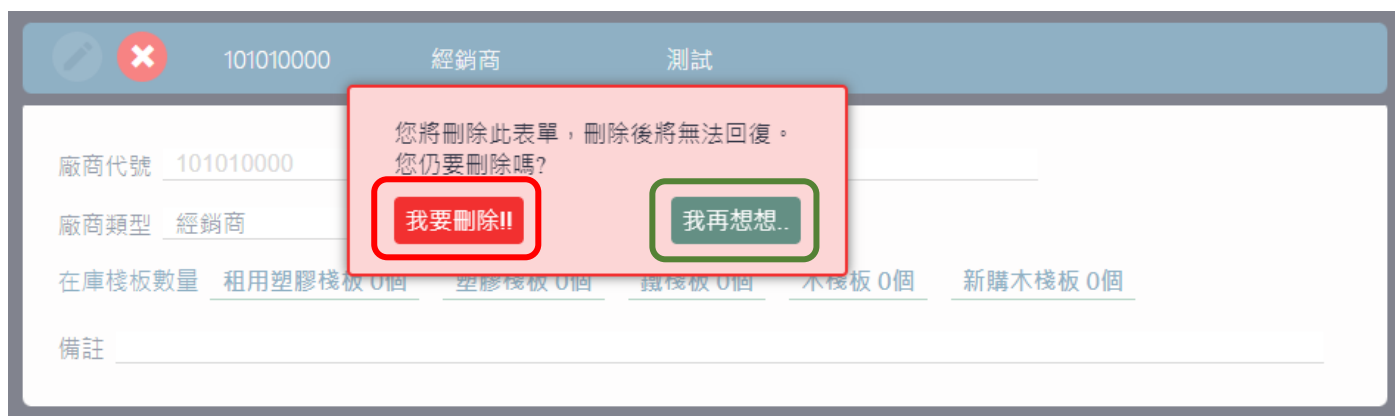 101010000 經銷商 測試
您將刪除此表單，刪除後將無法回復。
您仍要刪除嗎?
廠商代號 101010000
我要刪除!! 我再想想..
廠商類型 經銷商
在庫棧板數量 租用塑膠棧板 0個 塑膠棧板 0個 鐵棧板 0個 木棧板 0個 新購木棧板 0個
備註